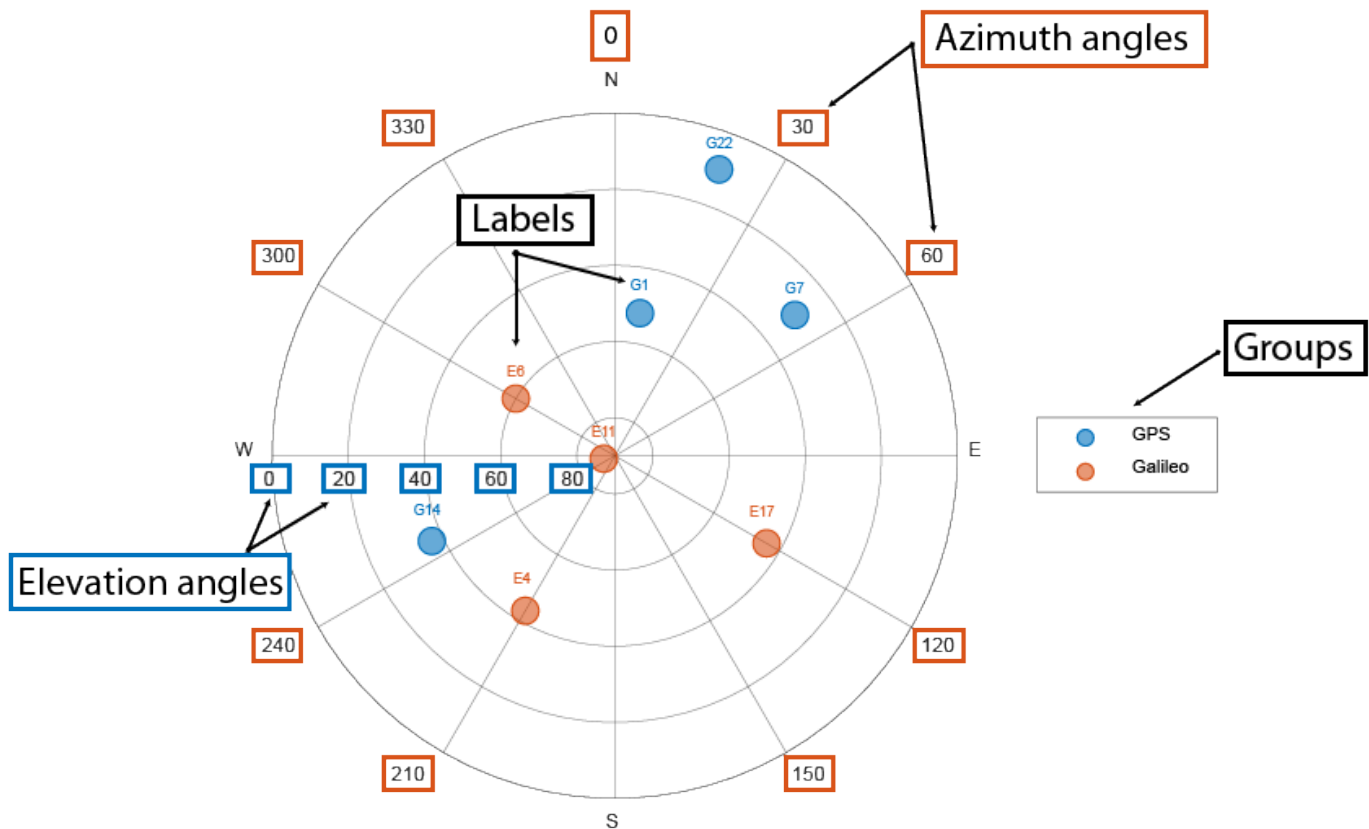 0
Azimuth angles
N
330
30
G22
Labels
300
60
G1
G7
Groups
E6
GPS
E11
W
E
Galileo
0
20
40
60
80
G14
E17
Elevation angles
E4
240
120
210
150
S